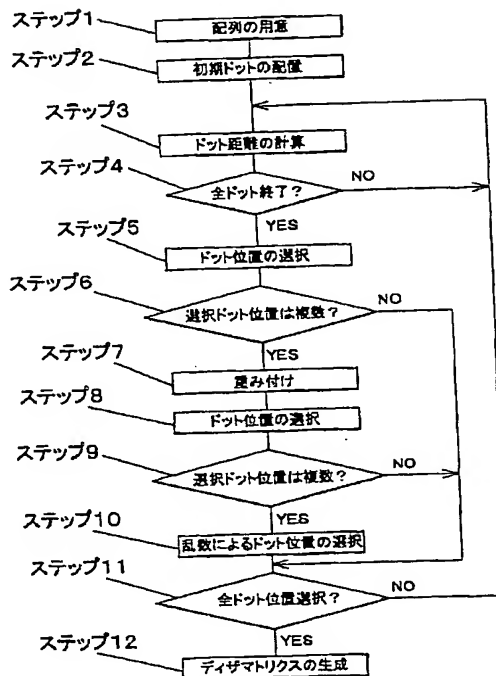 ステップ1
配列の用意
ステップ2
初期ドットの配置
ステップ3
ドット距離の計算
ステップ4
全ドット終了?
NO
YES
ステップ5
ドット位置の選択
ステップ6
選択ドット位置は複数?
NO
YES
ステップ7
重み付け
ステップ8
ドット位置の選択
ステップ9
選択ドット位置は複数?
NO
YES
ステップ10
乱数によるドット位置の選択
ステップ11
全ドット位置選択?
NO
YES
ステップ12
ディザマトリクスの生成